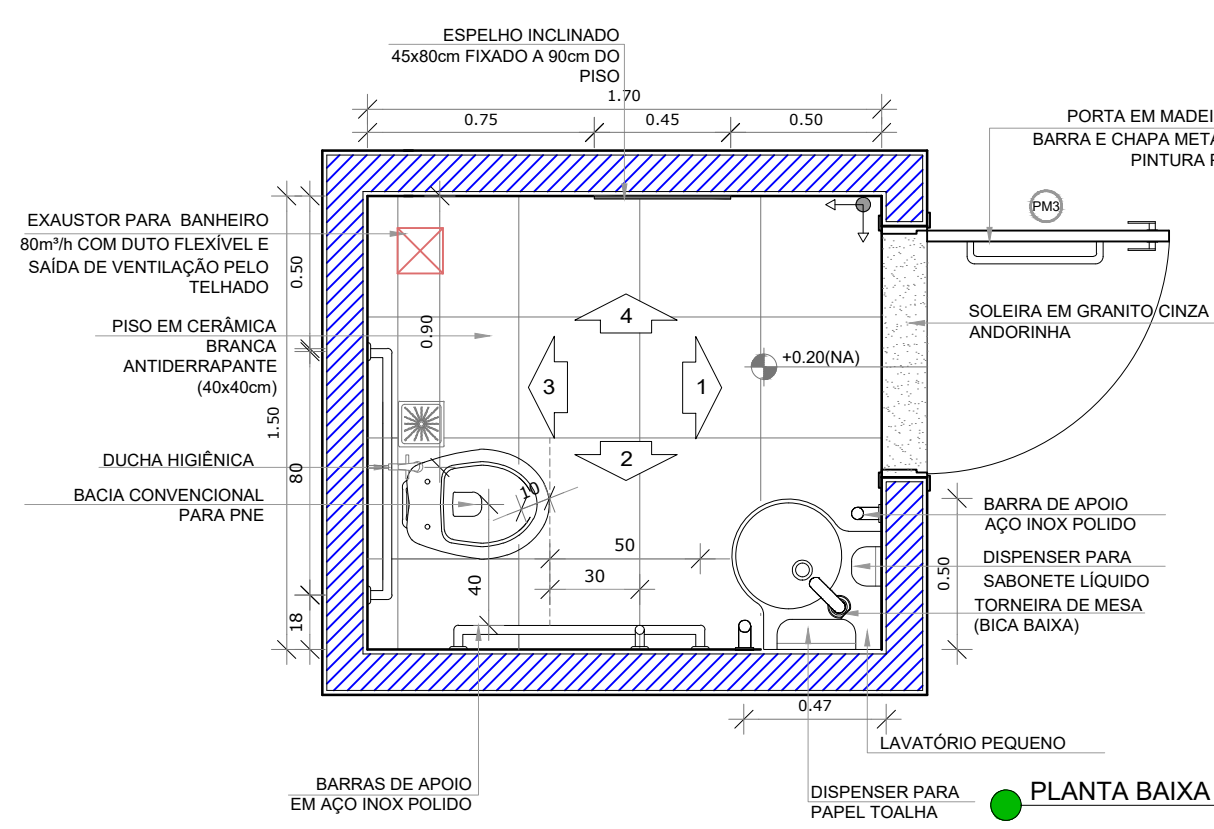 ESPELHO INCLINADO
45x80cm FIXADO A 90cm DO
PISO
1.70
0.75
0.45
0.50
PORTA EM MADEI
BARRA E CHAPA META
PINTURA
PM3
EXAUSTOR PARA BANHEIRO
80m³/h COM DUTO FLEXÍVEL E
SAÍDA DE VENTILAÇÃO PELO
TELHADO
0.50
PISO EM CERÂMICA
BRANCA
ANTIDERRAPANTE
(40x40cm)
0.90
4
3
1
2
+0.20(NA)
SOLEIRA EM GRANITO CINZA
ANDORINHA
1.50
80
DUCHA HIGIÊNICA
BACIA CONVENCIONAL
PARA PNE
10
50
30
40
18
BARRA DE APOIO
AÇO INOX POLIDO
DISPENSER PARA
SABONETE LÍQUIDO
0.50
TORNEIRA DE MESA
(BICA BAIXA)
0.47
LAVATÓRIO PEQUENO
BARRAS DE APOIO
EM AÇO INOX POLIDO
DISPENSER PARA
PAPEL TOALHA
PLANTA BAIXA